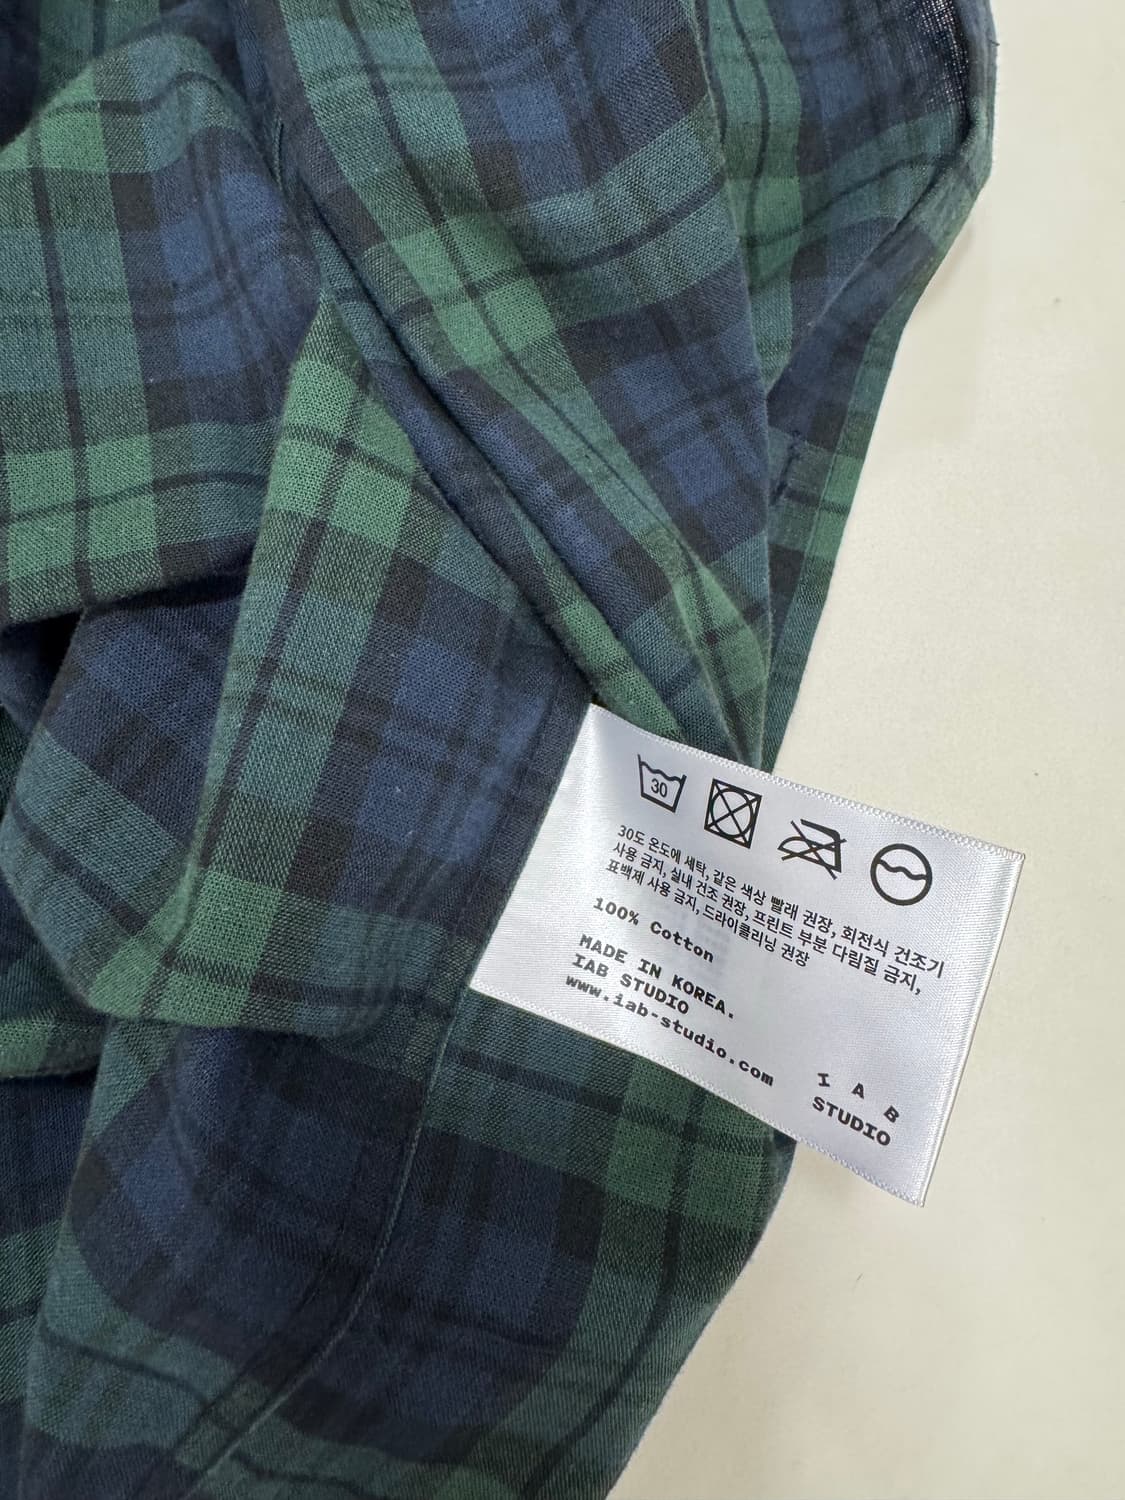 30
30도 온도에 세탁, 같은 색상 빨래 권장, 회전식 건조기
사용 금지, 실내 건조 권장, 프린트 부분 다림질 금지,
표백제 사용 금지, 드라이클리닝 권장
100% Cotton
MADE IN KOREA.
IAB STUDIO
www.iab-studio.com
I A B
STUDIO